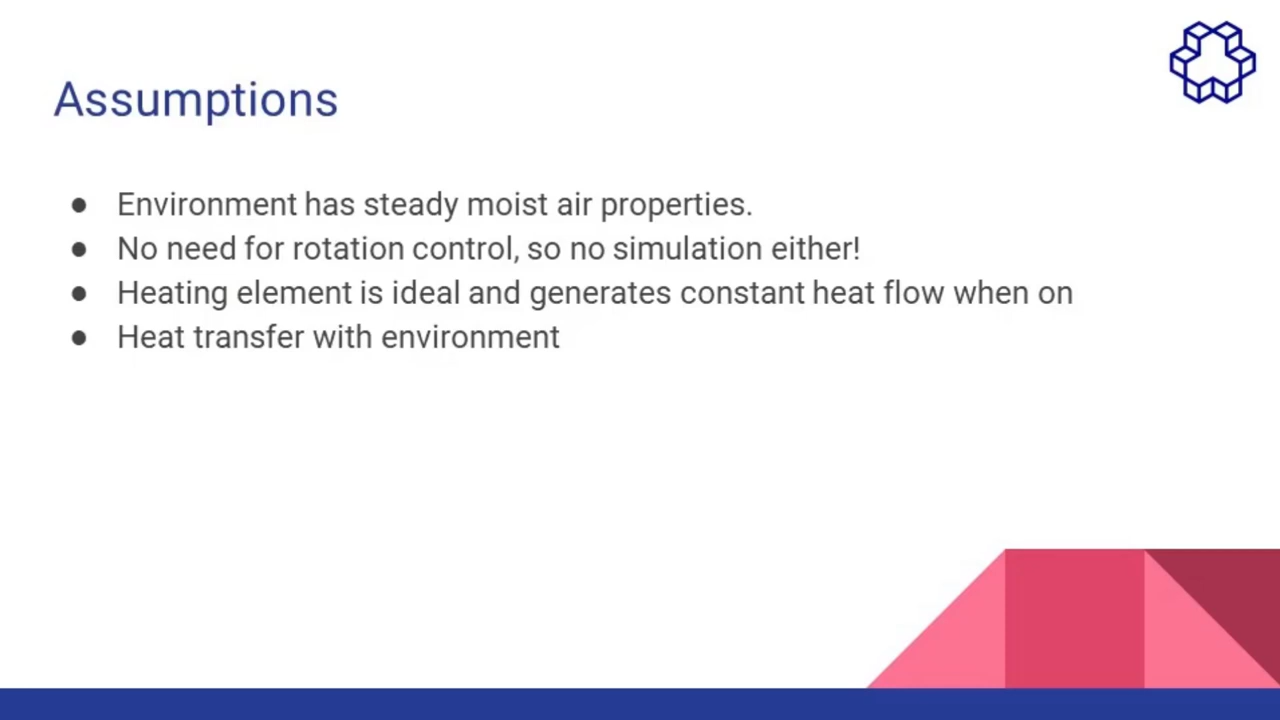 Assumptions
● Environment has steady moist air properties.
● No need for rotation control, so no simulation either!
● Heating element is ideal and generates constant heat flow when on
● Heat transfer with environment